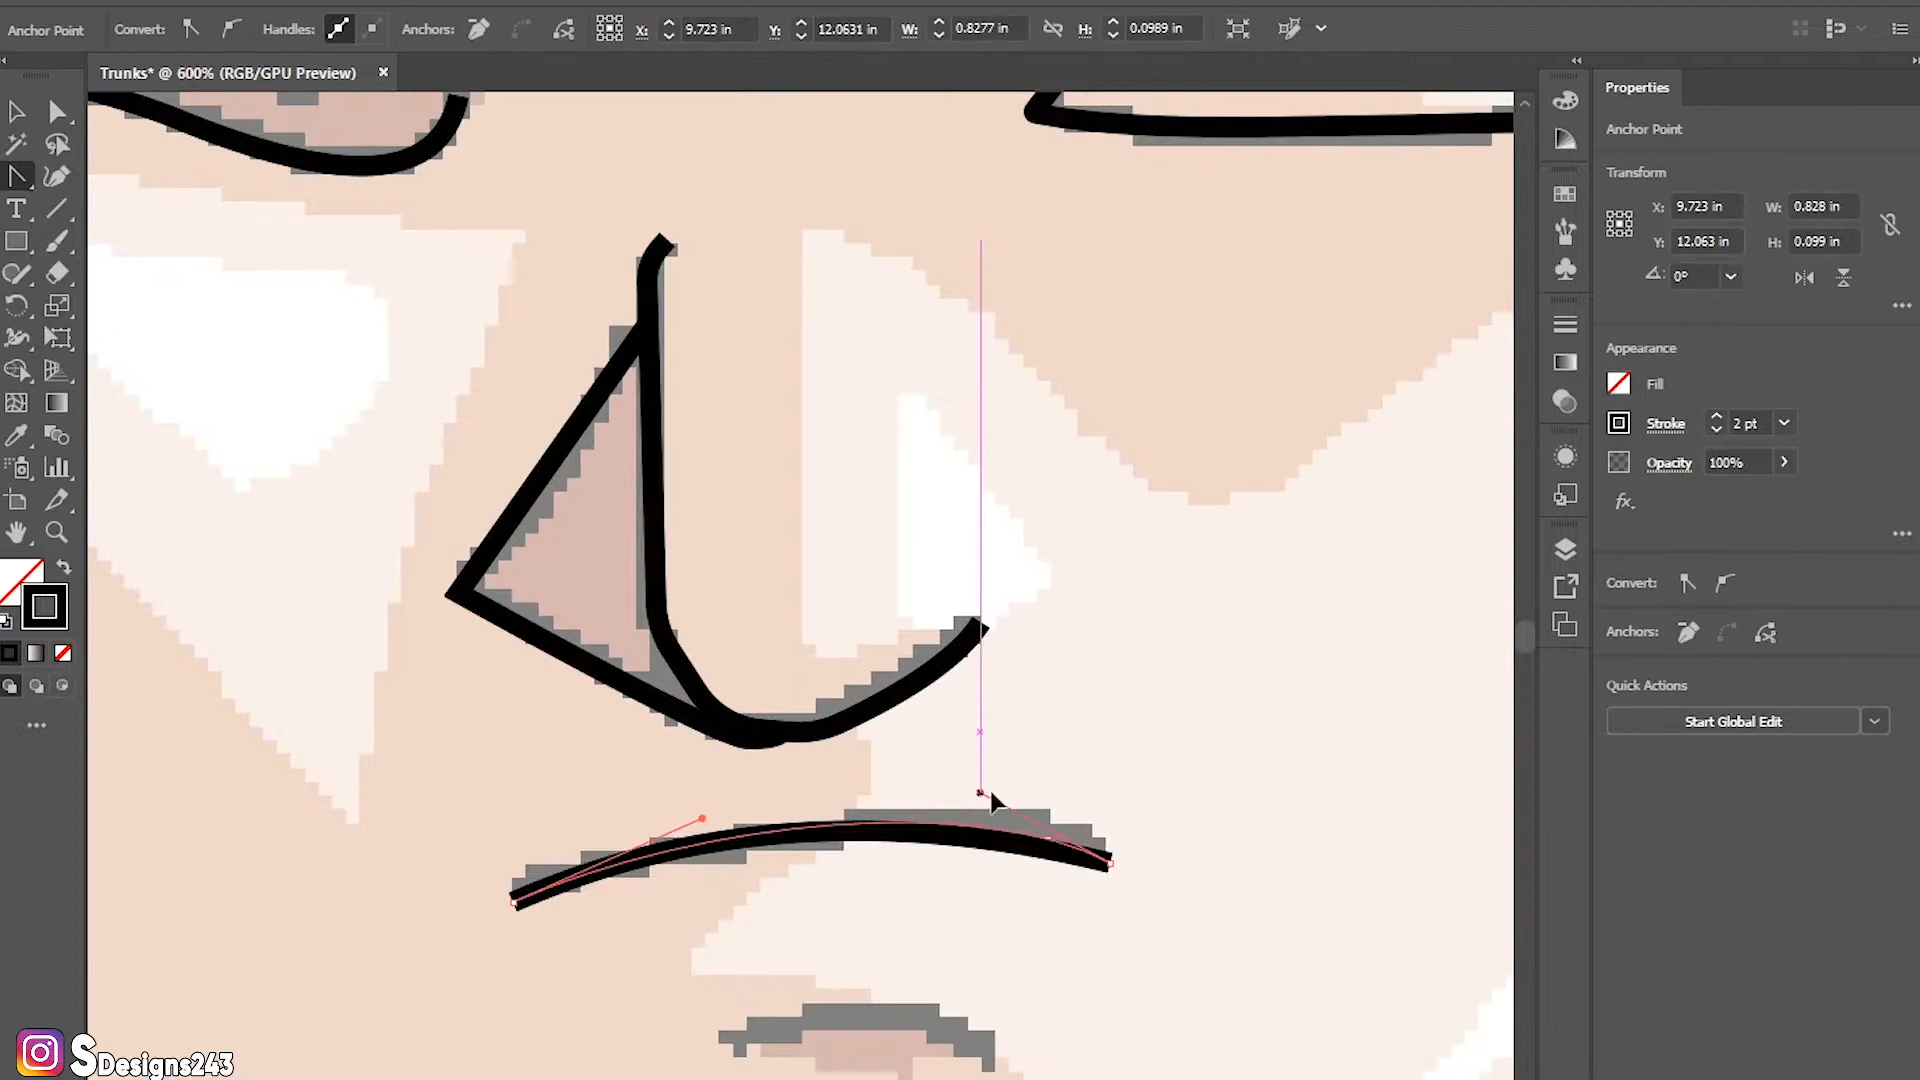 Anchor Point Convert: Handles: Anchors: X: 9.723 in Y: 12.0631 in W: 0.8277 in H: 0.0989 in
Trunks* @ 600% (RGB/GPU Preview) ×
Properties
Anchor Point
Transform
X: 9.723 in W: 0.828 in
Y: 12.063 in H: 0.099 in
0°
Appearance
Fill
Stroke 2 pt
Opacity 100%
fx.
Convert:
Anchors:
Quick Actions
Start Global Edit
SDesigns243